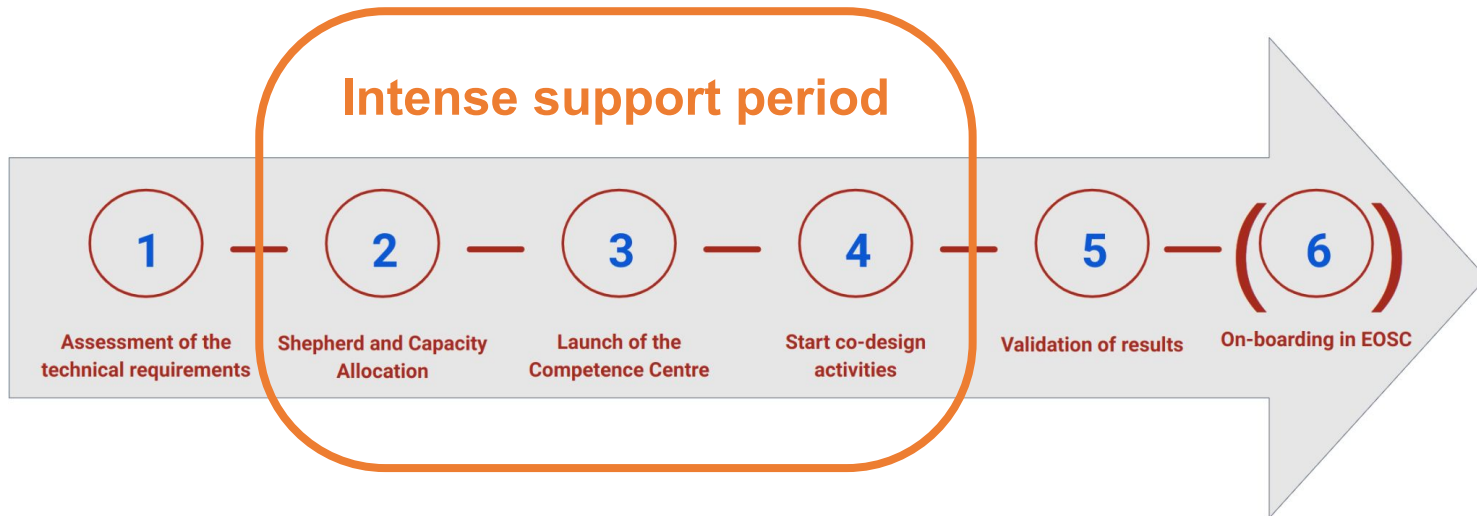 Intense support period
1
2
3
4
5
(6)
Assessment of the
technical requirements
Shepherd and Capacity
Allocation
Launch of the
Competence Centre
Start co-design
activities
Validation of results
On-boarding in EOSC